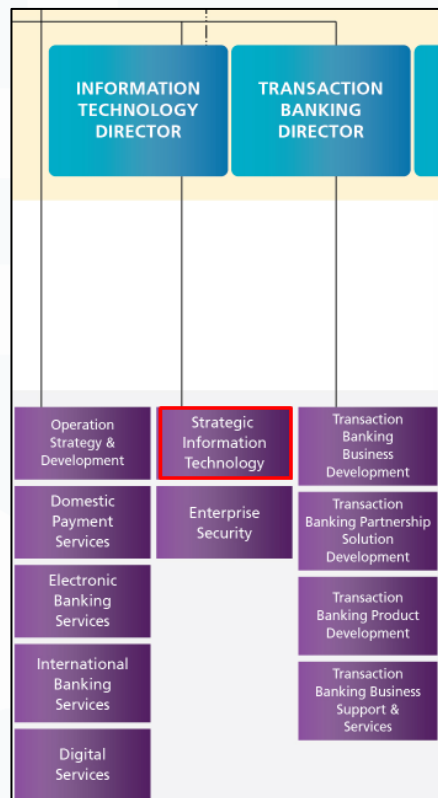 INFORMATION
TECHNOLOGY
DIRECTOR
TRANSACTION
BANKING
DIRECTOR
Operation
Strategy &
Development
Domestic
Payment
Services
Electronic
Banking
Services
International
Banking
Services
Digital
Services
Strategic
Information
Technology
Enterprise
Security
Transaction
Banking
Business
Development
Transaction
Banking Partnership
Solution
Development
Transaction
Banking Product
Development
Transaction
Banking Business
Support &
Services